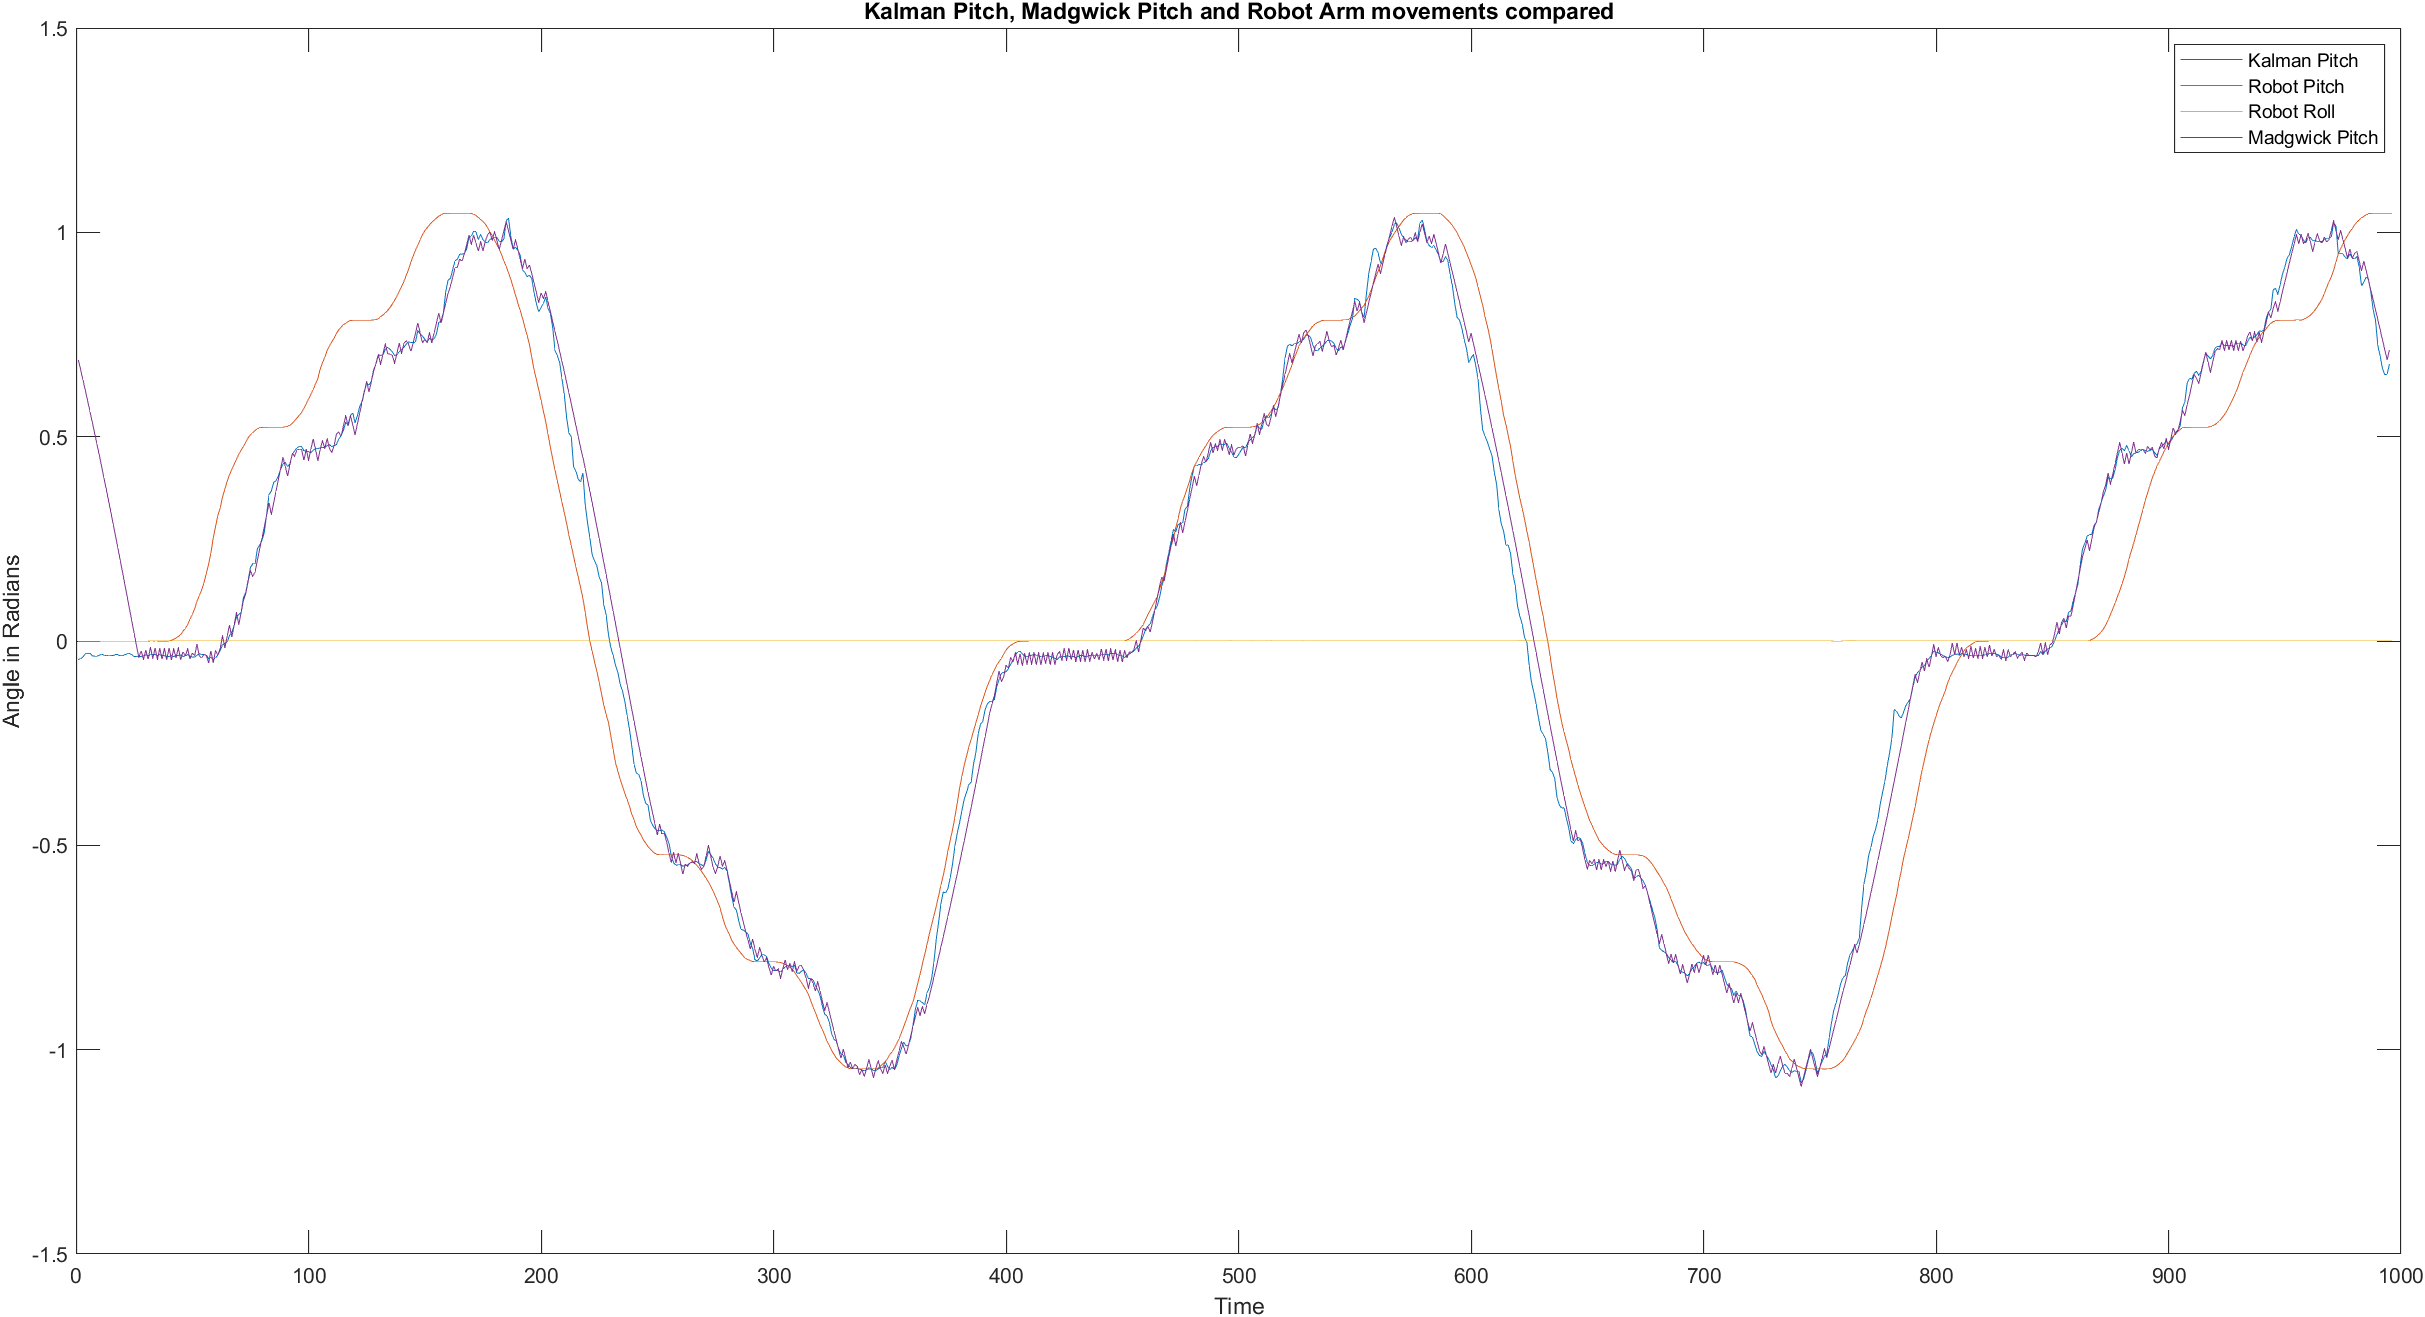 Kalman Pitch, Madgwick Pitch and Robot Arm movements compared
1.5
1
0.5
0
-0.5
-1
-1.5
Angle in Radians
Kalman Pitch
Robot Pitch
Robot Roll
Madgwick Pitch
0 100 200 300 400 500 600 700 800 900 1000
Time